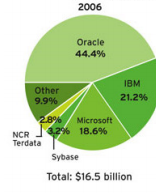 2006
Oracle
44.4%
IBM
21.2%
Microsoft
18.6%
Sybase
3.2%
NCR
Terdata
2.8%
Other
9.9%
Total: $16.5 billion